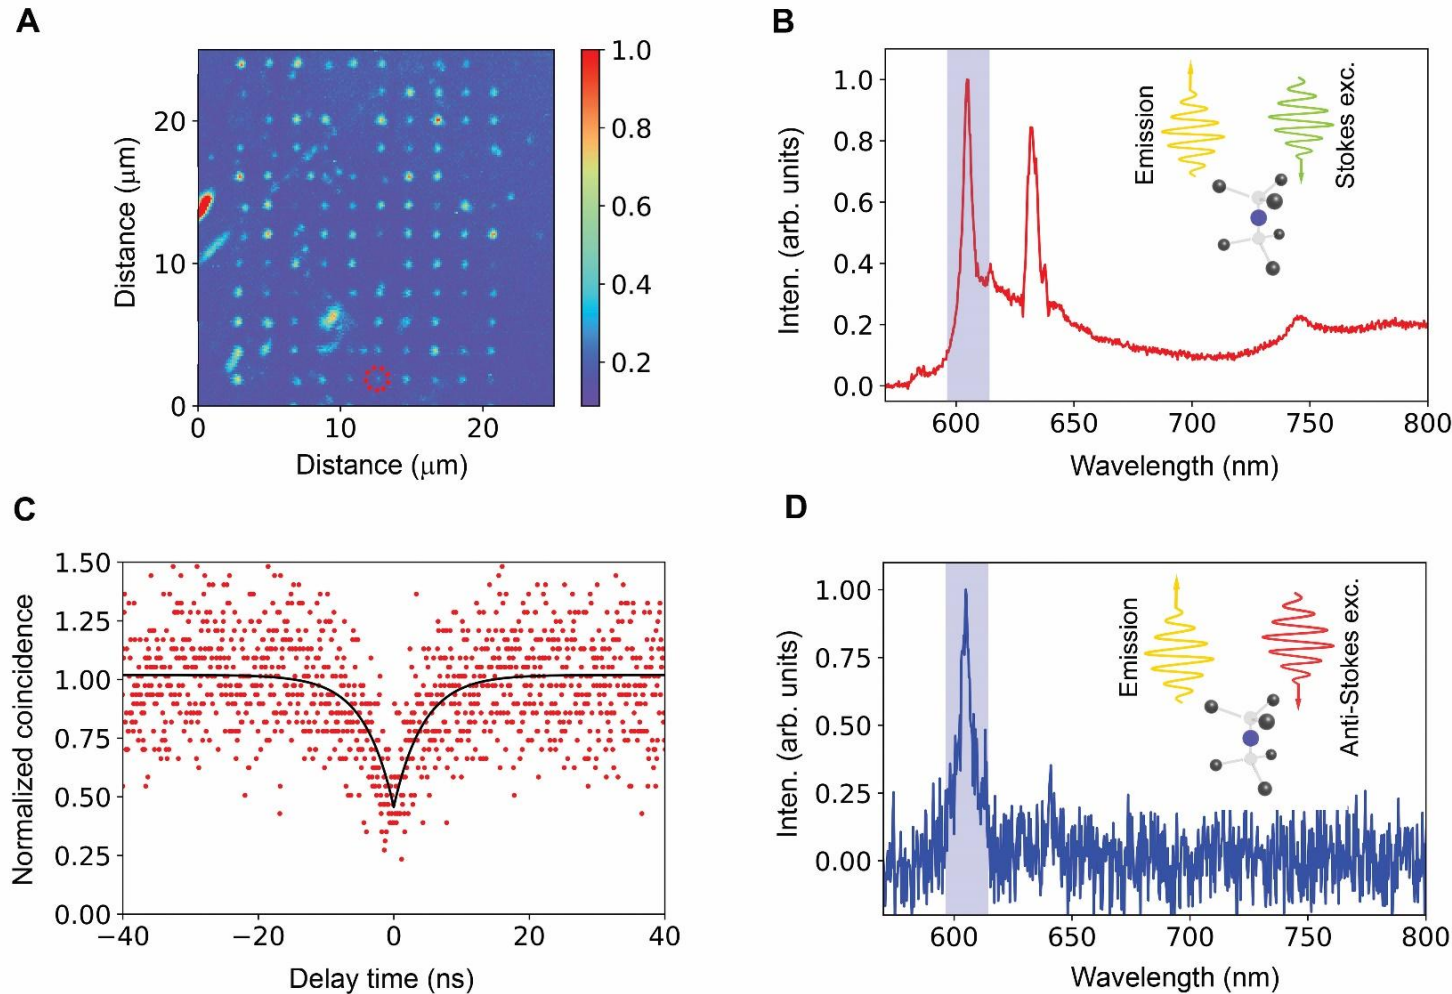 A
Distance (μm)
20
10
0
0
10
20
Distance (μm)
1.0
0.8
0.6
0.4
0.2
B
Inten. (arb. units)
1.0
0.8
0.6
0.4
0.2
0.0
Emission
Stokes exc.
600
650
700
750
800
Wavelength (nm)
C
Normalized coincidence
1.50
1.25
1.00
0.75
0.50
0.25
0.00
−40
−20
0
20
40
Delay time (ns)
D
Inten. (arb. units)
1.00
0.75
0.50
0.25
0.00
Emission
Anti-Stokes exc.
600
650
700
750
800
Wavelength (nm)